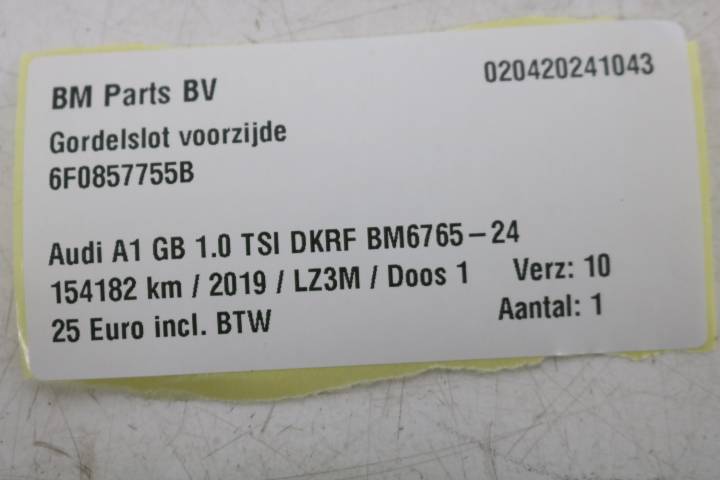 BM Parts BV 020420241043
Gordelslot voorzijde
6F0857755B
Audi A1 GB 1.0 TSI DKRF BM6765-24
154182 km / 2019 / LZ3M / Doos 1 Verz: 10
25 Euro incl. BTW Aantal: 1